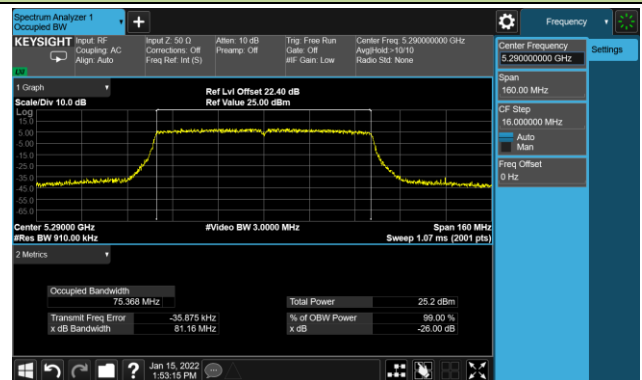 Spectrum Analyzer 1
Occupied BW
Frequency
KEYSIGHT
Input: RF
Coupling: AC
Align: Auto
Input Z: 50 Ω
Corrections: Off
Freq Ref: Int (S)
Atten: 10 dB
Preamp: Off
Trig: Free Run
Gate: Off
#IF Gain: Low
Center Freq: 5.290000000 GHz
Avg|Hold:>10/10
Radio Std: None
Center Frequency
5.290000000 GHz
Settings
Span
160.00 MHz
CF Step
16.000000 MHz
Auto
Man
Freq Offset
0 Hz
1 Graph
Scale/Div 10.0 dB
Ref Lvl Offset 22.40 dB
Ref Value 25.00 dBm
Log
15.0
5.00
-5.00
-15.0
-25.0
-35.0
-45.0
-55.0
-65.0
Center 5.29000 GHz
#Video BW 3.0000 MHz
Span 160 MHz
#Res BW 910.00 kHz
Sweep 1.07 ms (2001 pts)
2 Metrics
Occupied Bandwidth
75.368 MHz
Total Power 25.2 dBm
Transmit Freq Error -35.875 kHz
% of OBW Power 99.00 %
x dB Bandwidth 81.16 MHz
x dB -26.00 dB
Jan 15, 2022
1:53:15 PM